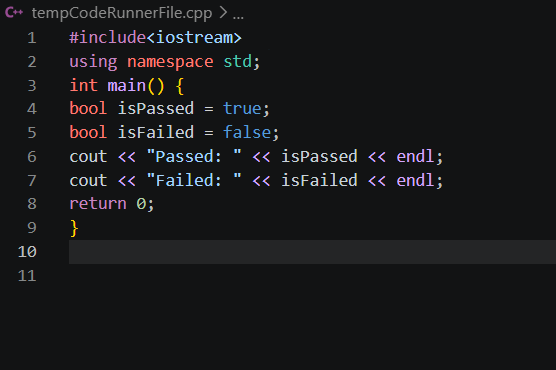 C++ tempCodeRunnerFile.cpp > ...
1 #include<iostream>
2 using namespace std;
3 int main() {
4 bool isPassed = true;
5 bool isFailed = false;
6 cout << "Passed: " << isPassed << endl;
7 cout << "Failed: " << isFailed << endl;
8 return 0;
9 }
10
11